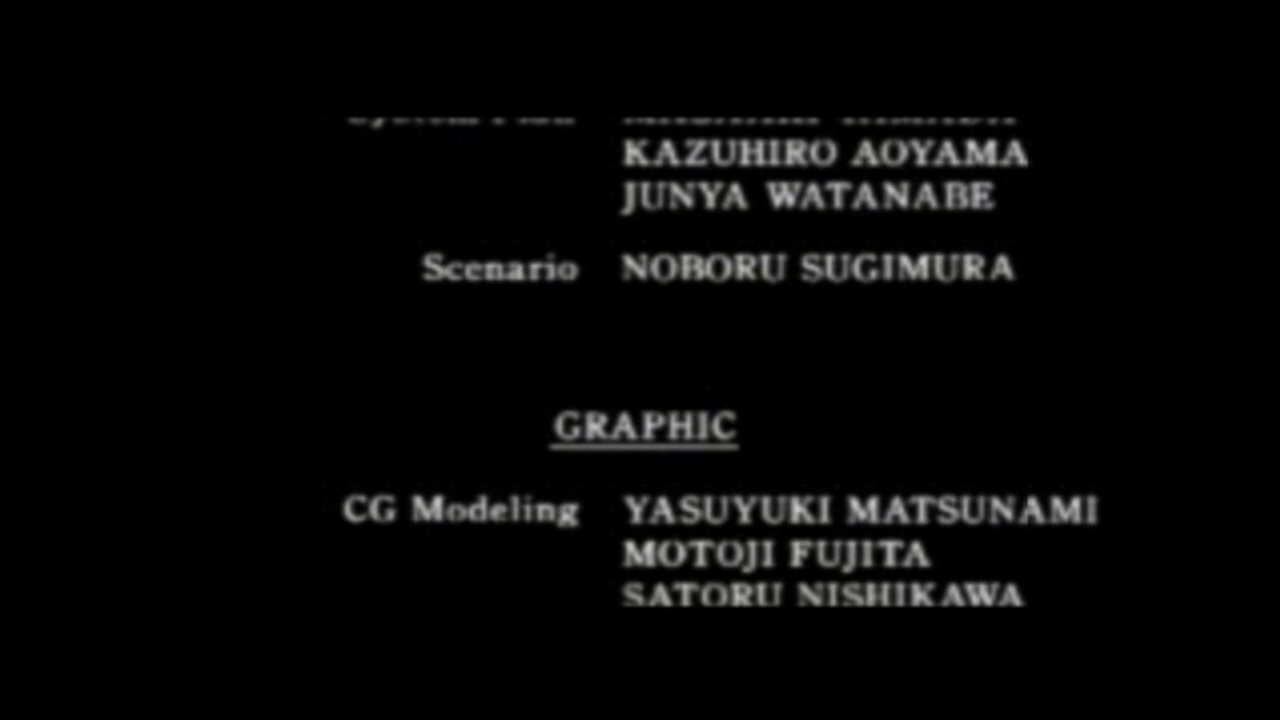 KAZUHIRO AOYAMA
JUNYA WATANABE
Scenario NOBORU SUGIMURA
GRAPHIC
CG Modeling YASUYUKI MATSUNAMI
MOTOJI FUJITA
SATORU NISHIKAWA